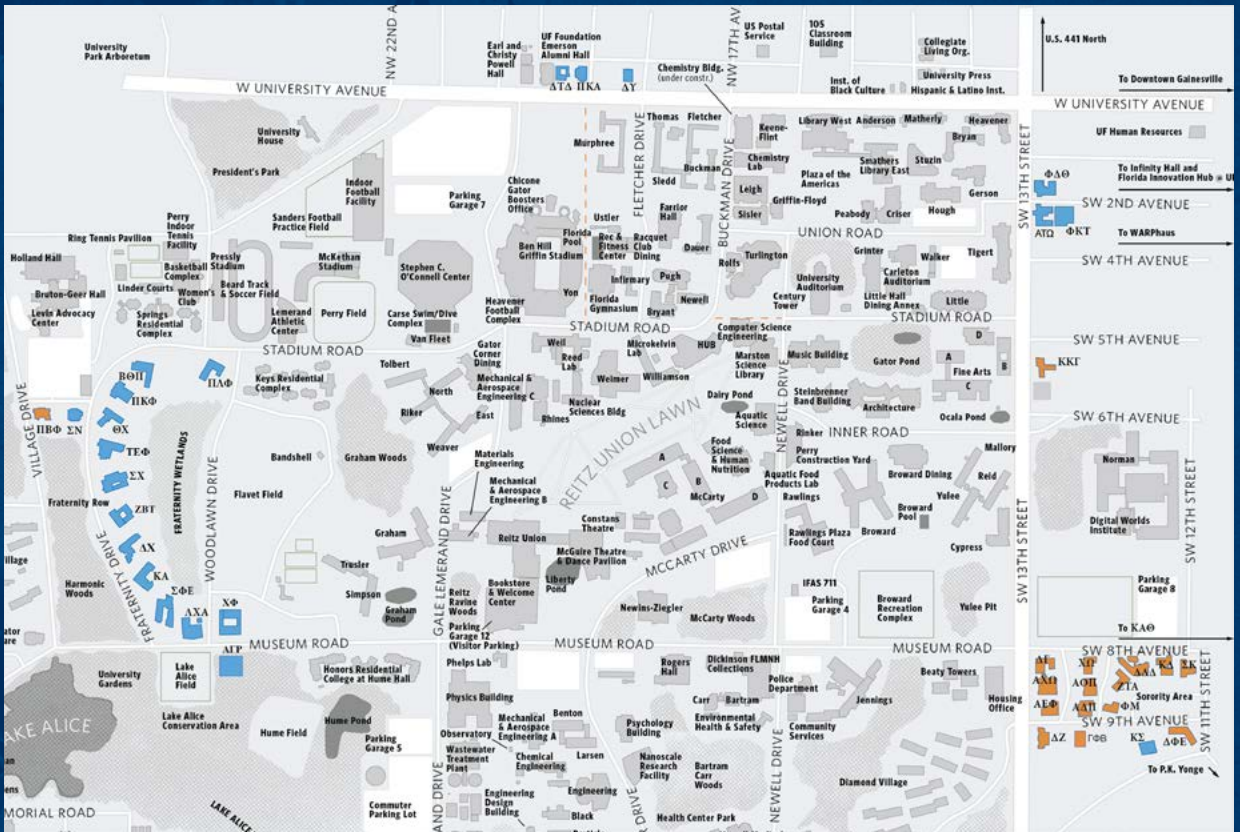 University
Park Arboretum
NW 22ND A
Earl and
Christy
Powell
Hall
UF Foundation
Emerson
Alumni Hall
ΔΤΔ
ΠΚΑ
ΔΥ
Chemistry Bldg.
(under constr.)
NW 17TH AV
US Postal
Service
105
Classroom
Building
Collegiate
Living Org.
University Press
Inst. of
Black Culture
Hispanic & Latino Inst.
U.S. 441 North
To Downtown Gainesville
W UNIVERSITY AVENUE
W UNIVERSITY AVENUE
UF Human Resources
University
House
President's Park
Indoor
Football
Facility
Parking
Garage 7
Chicone
Gator
Boosters
Office
Murphree
FLETCHER DRIVE
Thomas
Fletcher
Sledd
Buckman
BUCKMAN DRIVE
Keene-
Flint
Chemistry
Lab
Leigh
Sisler
Griffin-Floyd
Library West
Anderson
Matherly
Heavener
Bryan
Smathers
Library East
Stuzin
Plaza of the
Americas
Peabody
Criser
Hough
Gerson
SW 13TH STREET
ΦΔΘ
To Infinity Hall and
Florida Innovation Hub
SW 2ND AVENUE
ΑΤΩ
ΦΚΤ
To WARPhaus
SW 4TH AVENUE
Sanders Football
Practice Field
Perry
Indoor
Tennis
Facility
Ring Tennis Pavilion
Holland Hall
Bruton-Geer Hall
Levin Advocacy
Center
Linder Courts
Basketball
Complex
Women's
Club
Springs
Residential
Complex
Pressly
Stadium
Beard Track
& Soccer Field
McKethan
Stadium
Lemerand
Athletic
Center
Perry Field
Stephen C.
O'Connell Center
Carse Swim/Dive
Complex
Van Fleet
Heavener
Football
Complex
Ben Hill
Griffin Stadium
Yon
Florida
Pool
Ustler
Rec &
Fitness
Center
Racquet
Club
Dining
Farrior
Hall
Dauer
Infirmary
Pugh
Newell
Bryant
Florida
Gymnasium
Rolfs
Turlington
UNION ROAD
Century
Tower
University
Auditorium
Grinter
Walker
Tigert
Carleton
Auditorium
Little Hall
Dining Annex
Little
STADIUM ROAD
STADIUM ROAD
STADIUM ROAD
SW 5TH AVENUE
ΚΚΓ
Tolbert
Gator
Corner
Dining
Weil
Reed
Lab
Microkelvin
Lab
HUB
Computer Science
Engineering
Marston
Science
Library
Music Building
Gator Pond
D
A
B
Fine Arts
C
ΒΘΠ
ΠΛΦ
ΠΚΦ
ΘΧ
ΤΕΦ
ΣΧ
ΖΒΤ
ΔΧ
ΚΑ
ΣΦΕ
ΛΧΑ
ΧΦ
ΑΓΡ
ΠΒΦ
ΣΝ
VILLAGE DRIVE
Fraternity Row
FRATERNITY WETLANDS
FRATERNITY DRIVE
WOODLAWN DRIVE
Keys Residential
Complex
North
Riker
East
Weaver
Mechanical &
Aerospace
Engineering C
Rhines
Nuclear
Sciences Bldg
Weimer
Williamson
Dairy Pond
Aquatic
Science
NEWELL DRIVE
Steinbrenner
Band Building
Architecture
Ocala Pond
SW 6TH AVENUE
INNER ROAD
Rinker
Perry
Construction Yard
Bandshell
Graham Woods
Flavet Field
Materials
Engineering
Mechanical
& Aerospace
Engineering B
REITZ UNION LAWN
A
B
C
McCarty
D
Food
Science
& Human
Nutrition
Aquatic Food
Products Lab
Rawlings
Rawlings Plaza
Food Court
Broward Dining
Broward
Pool
Broward
Mallory
Reid
Yulee
Cypress
SW 13TH STREET
Norman
Digital Worlds
Institute
SW 12TH STREET
Graham
Trusler
Simpson
Graham
Pond
GALE LEMERAND DRIVE
Reitz Union
Constans
Theatre
McGuire Theatre
& Dance Pavilion
Liberty
Pond
Bookstore
& Welcome
Center
Reitz
Ravine
Woods
Parking
Garage 12
(Visitor Parking)
MCCARTY DRIVE
Newins-Ziegler
McCarty Woods
IFAS 711
Parking
Garage 4
Broward
Recreation
Complex
Yulee Pit
Parking
Garage 8
illage
Harmonic
Woods
MUSEUM ROAD
MUSEUM ROAD
MUSEUM ROAD
To ΚΑΘ
SW 8TH AVENUE
University
Gardens
Lake
Alice
Field
Lake Alice
Conservation Area
LAKE ALICE
Hume Field
Honors Residential
College at Hume Hall
Hume Pond
Parking
Garage 5
Commuter
Parking Lot
Phelps Lab
Physics Building
Observatory
Wastewater
Treatment
Plant
Mechanical
& Aerospace
Engineering A
Benton
Chemical
Engineering
Larsen
Engineering
Design
Building
Engineering
Black
Rogers
Hall
Dickinson FLMNH
Collections
Carr
Bartram
Psychology
Building
Environmental
Health & Safety
Nanoscale
Research
Facility
Bartram
Carr
Woods
Health Center Park
NEWELL DRIVE
Police
Department
Community
Services
Jennings
Beaty Towers
Housing
Office
Diamond Village
ΔΓ
ΧΩ
ΑΧΩ
ΑΟΠ
ΑΕΦ
ΑΔΠ
ΔΔΔ
ΖΤΑ
ΦΜ
ΚΔ
ΣΚ
Sorority Area
SW 9TH AVENUE
SW 11TH STREET
ΔΖ
ΓΦΒ
ΚΣ
ΔΦΕ
To P.K. Yonge
MORIAL ROAD
LAKE ALICE
AND DRIVE
R DRIVE